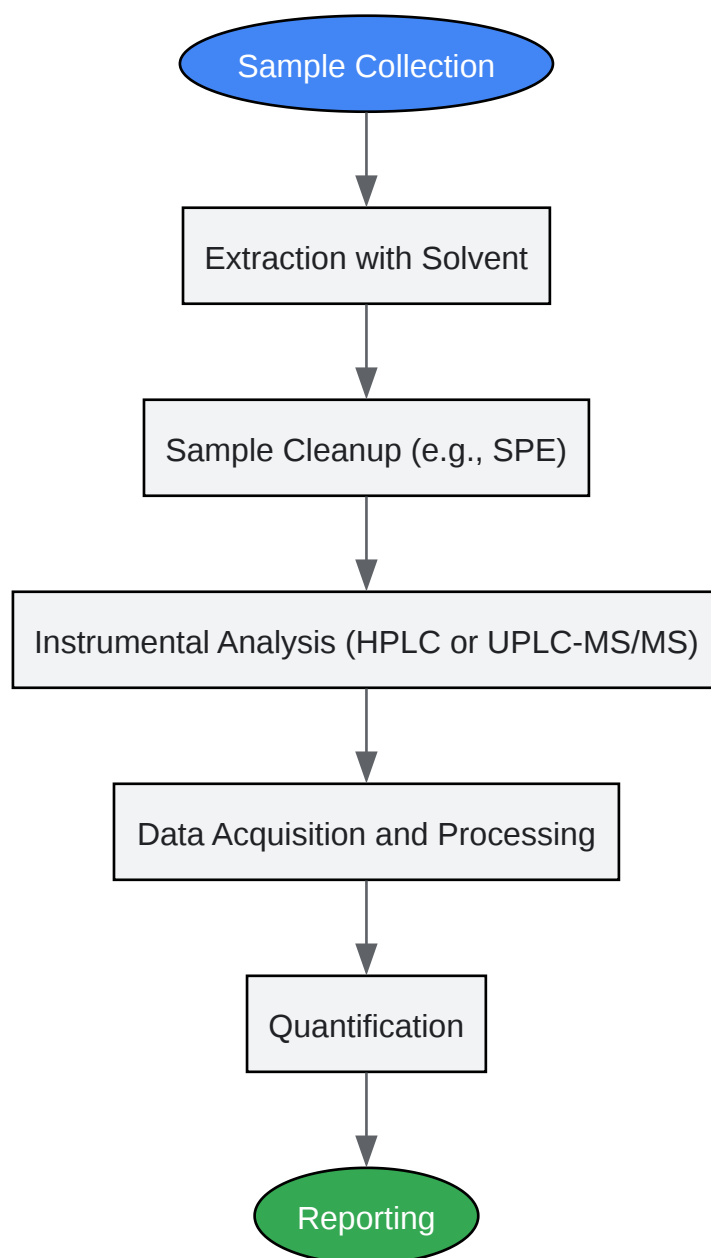 Sample Collection
Extraction with Solvent
Sample Cleanup (e.g., SPE)
Instrumental Analysis (HPLC or UPLC-MS/MS)
Data Acquisition and Processing
Quantification
Reporting